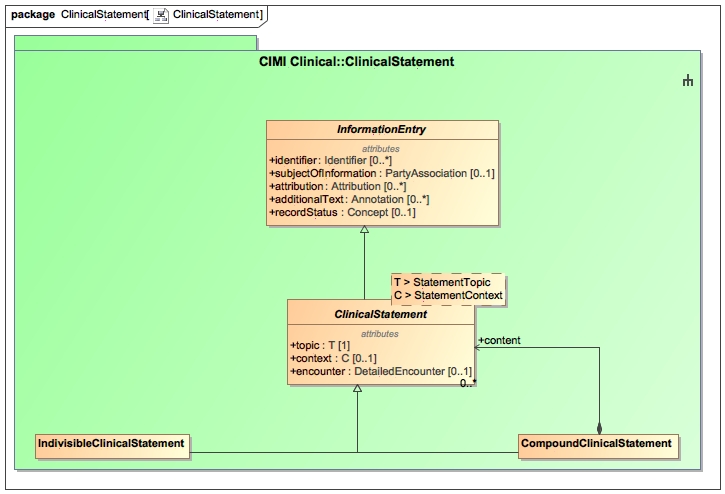 package ClinicalStatement[ ClinicalStatement]
CIMI Clinical::ClinicalStatement
InformationEntry
attributes
+identifier : Identifier [0..*]
+subjectOfInformation : PartyAssociation [0..1]
+attribution : Attribution [0..*]
+additionalText : Annotation [0..*]
+recordStatus : Concept [0..1]
T > StatementTopic
C > StatementContext
ClinicalStatement
attributes
+topic : T [1]
+context : C [0..1]
+encounter : DetailedEncounter [0..1]
+content
0..*
IndivisibleClinicalStatement
CompoundClinicalStatement